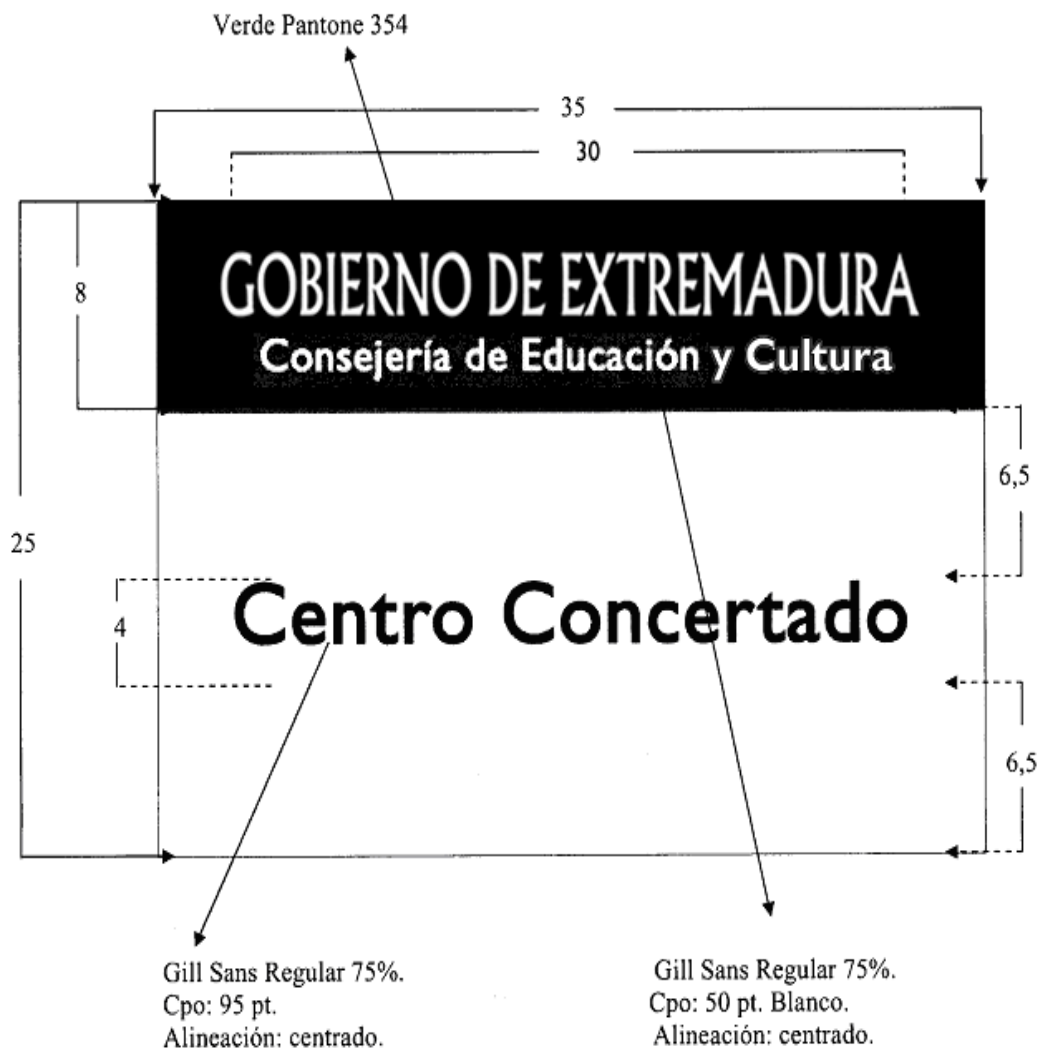 Verde Pantone 354
35
30
8
GOBIERNO DE EXTREMADURA
Consejería de Educación y Cultura
6,5
25
4
Centro Concertado
6,5
Gill Sans Regular 75%.
Cpo: 95 pt.
Alineación: centrado.
Gill Sans Regular 75%.
Cpo: 50 pt. Blanco.
Alineación: centrado.